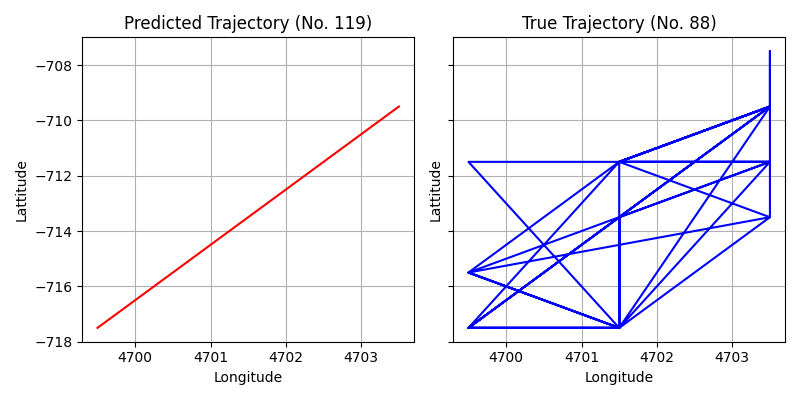 Predicted Trajectory (No. 119)
True Trajectory (No. 88)
Lattitude
−708
−710
−712
−714
−716
−718
4700
4701
4702
4703
Longitude
Lattitude
4700
4701
4702
4703
Longitude